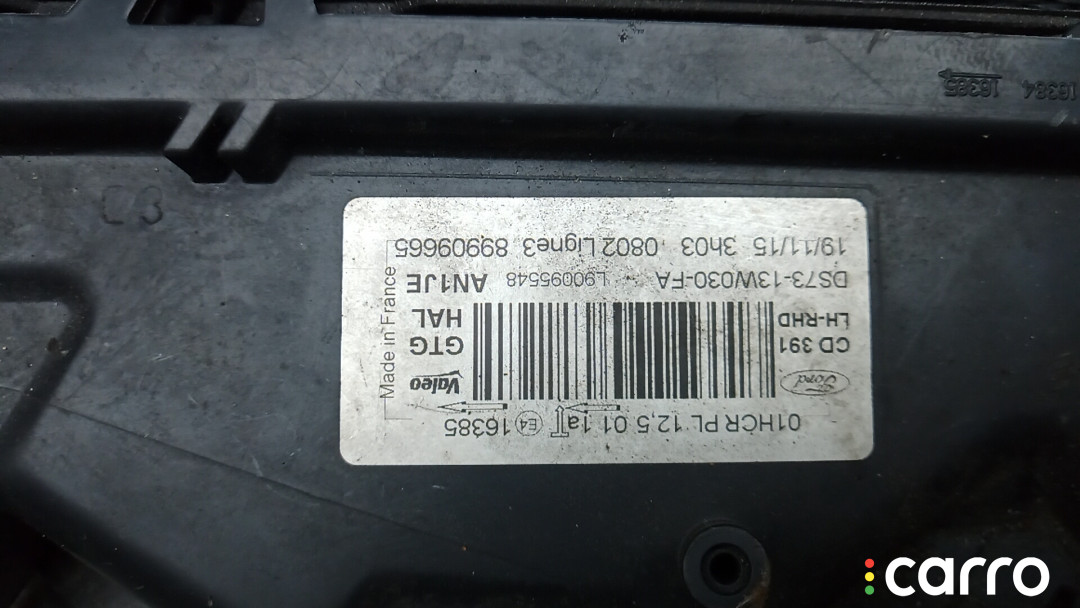 01HCR PL 12,5 01 1a E4 16385
Ford
Valeo
CD 391
GTG
LH-RHD
HAL
DS73-13W030-FA L90095548 AN1JE
19/11/15 3h03 0802 Ligne3 89909665
Made in France
16384 16385
C3
carro